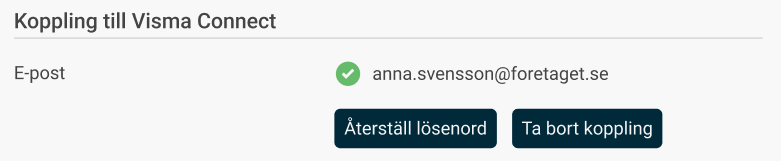 Koppling till Visma Connect
E-post anna.svensson@foretaget.se
Återställ lösenord Ta bort koppling